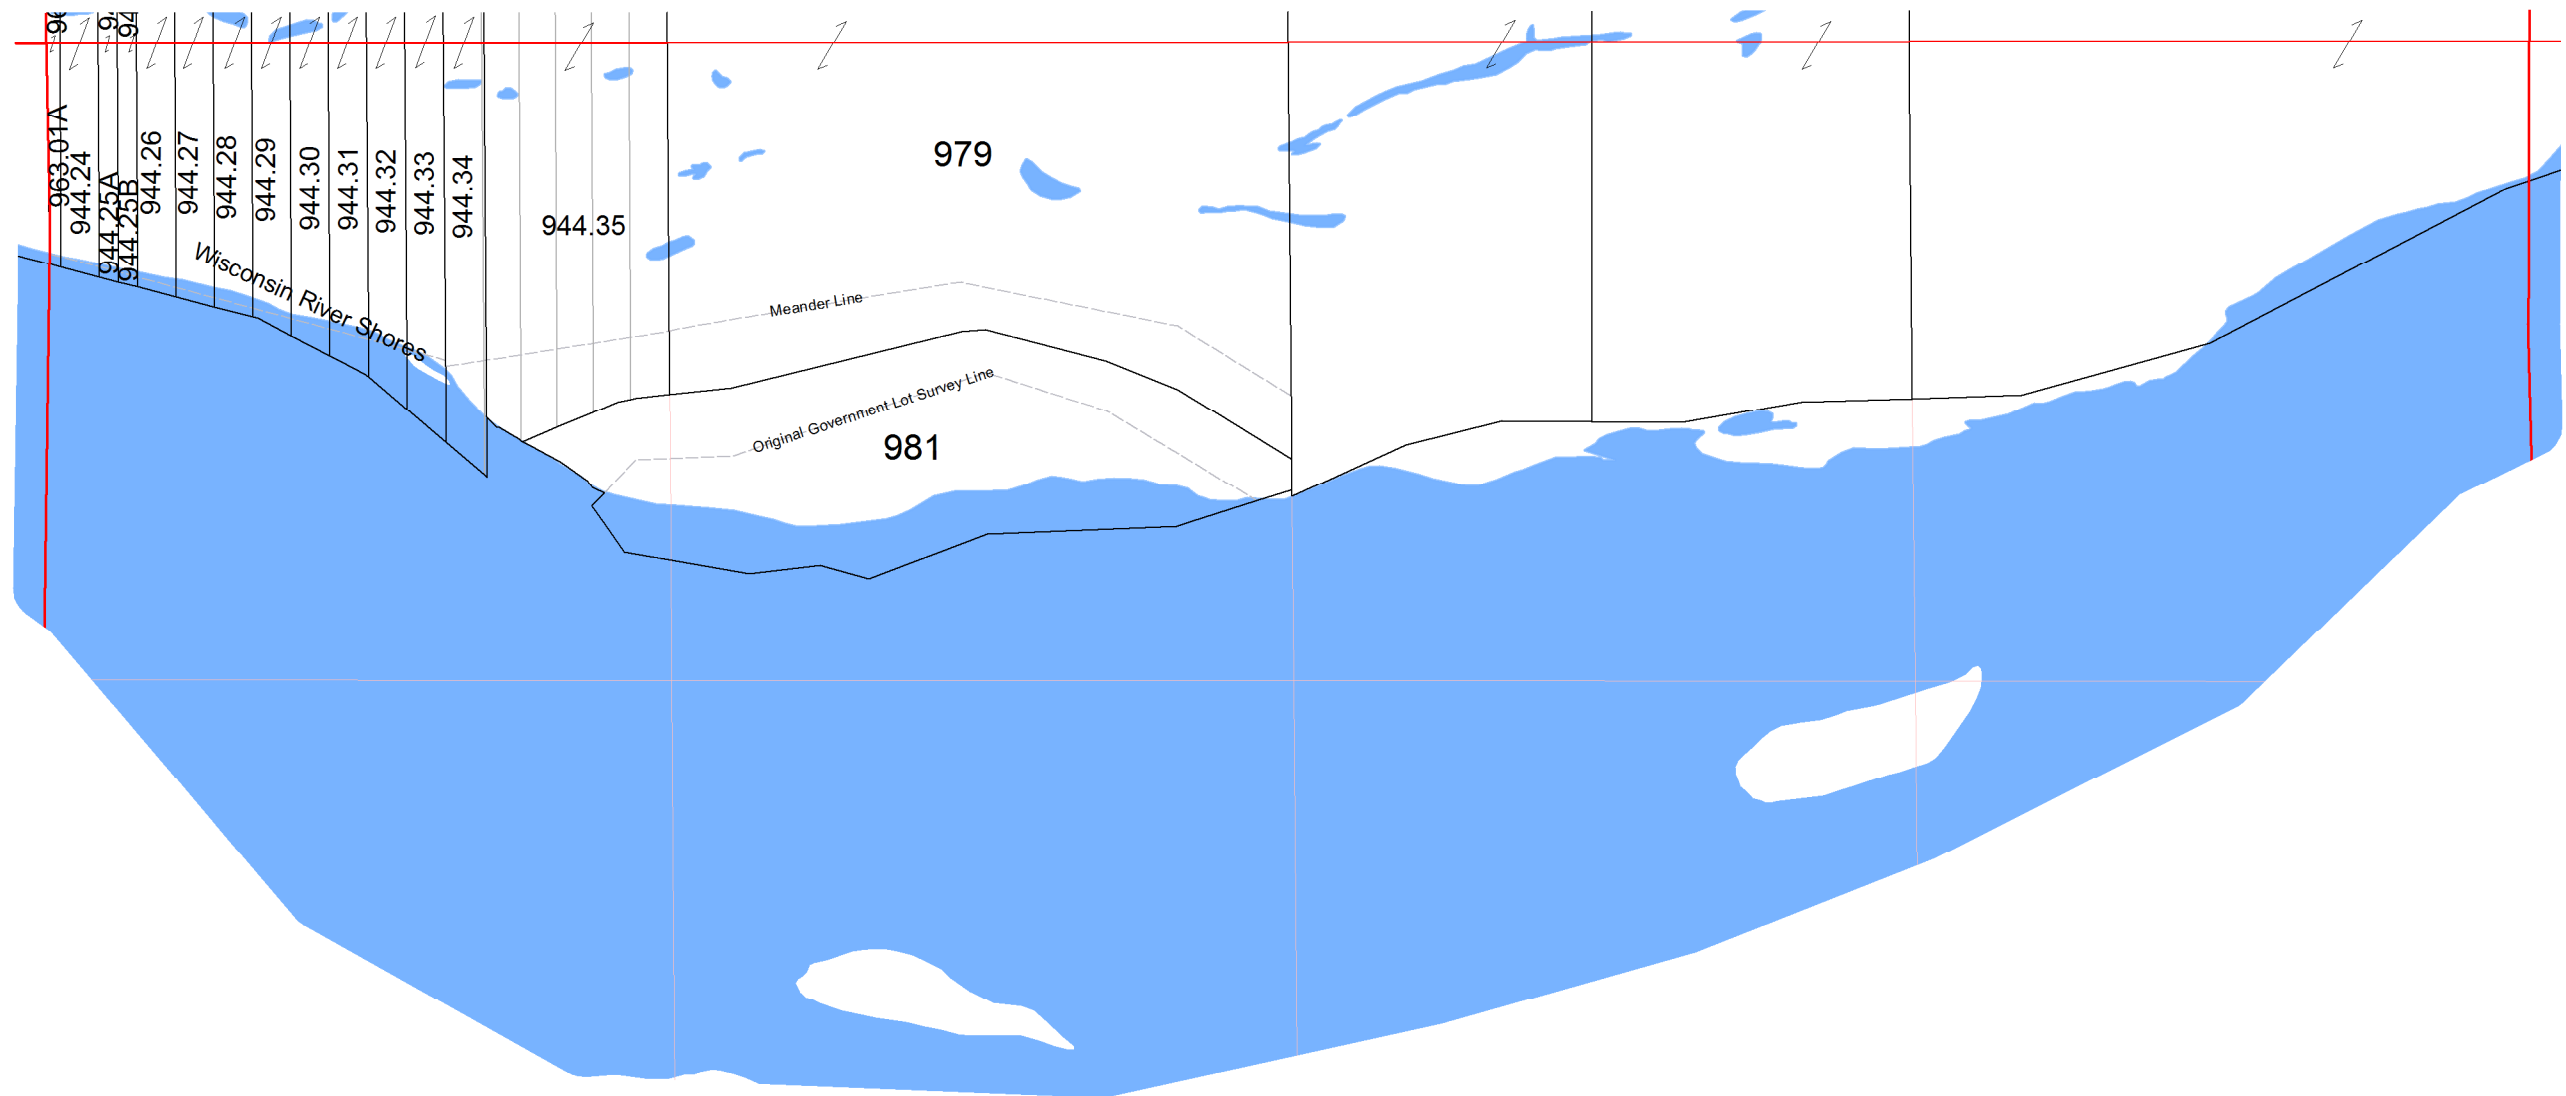 963.01A
944.24
944.25A
944.25B
944.26
944.27
944.28
944.29
944.30
944.31
944.32
944.33
944.34
944.35
979
Wisconsin River Shores
Meander Line
Original Government Lot Survey Line
981